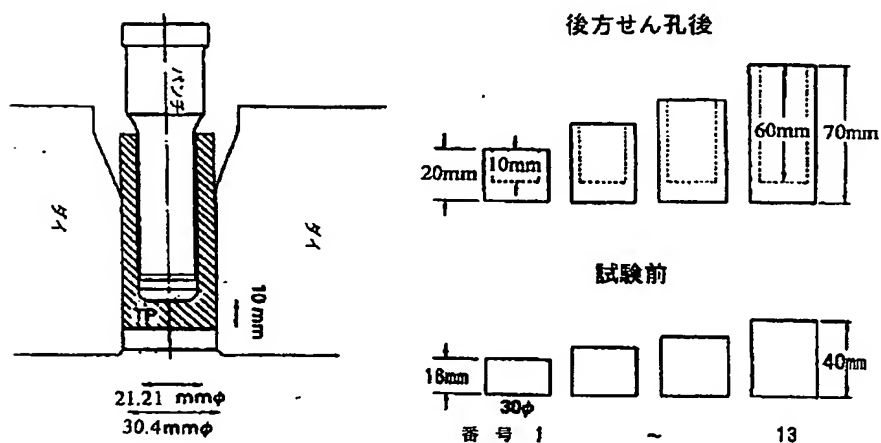 パンチ
ダイ
ダイ
TP
10mm
21.21 mmφ
30.4mmφ
後方せん孔後
20mm
10mm
60mm
70mm
試験前
16mm
30φ
40mm
番号 1 ~ 13